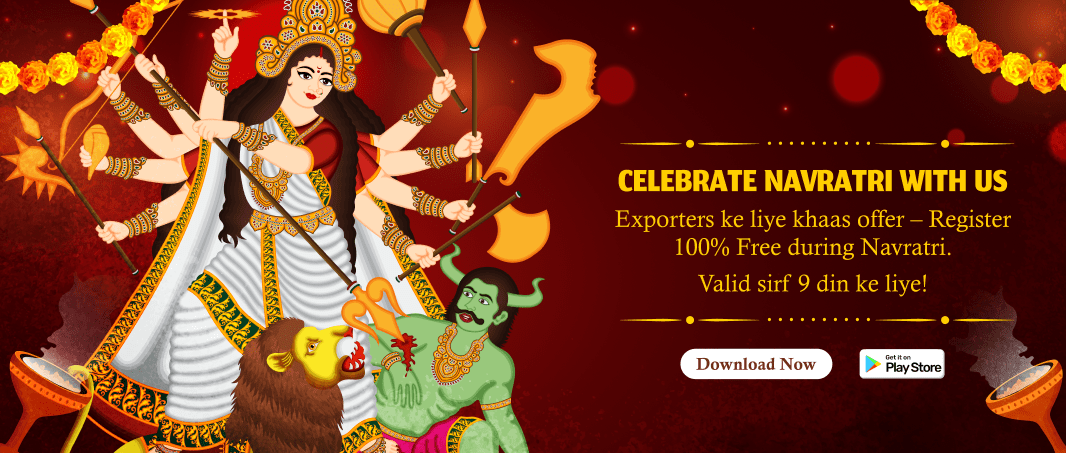 CELEBRATE NAVRATRI WITH US
Exporters ke liye khaas offer – Register
100% Free during Navratri.
Valid sirf 9 din ke liye!
Download Now
Get it on
Play Store